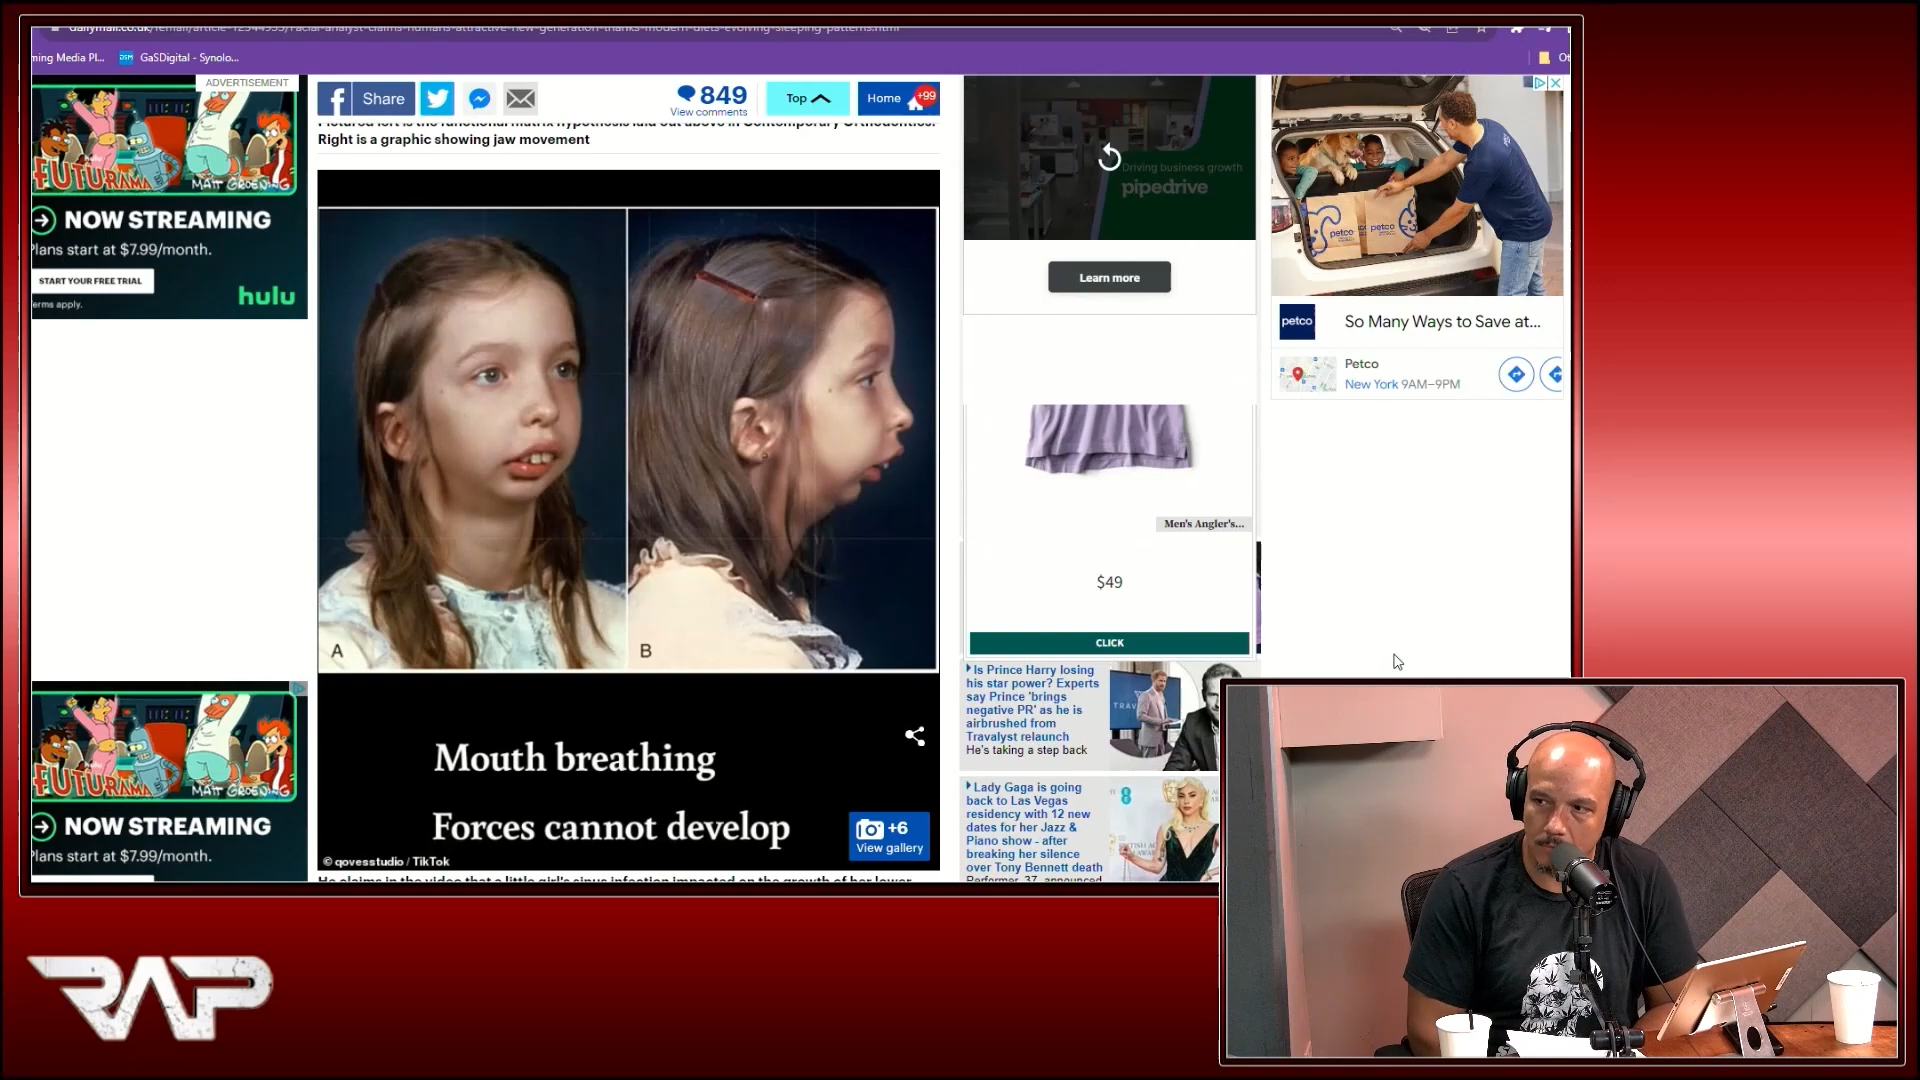 ming Media Pl...
GaSDigital - Synolo...
ADVERTISEMENT
FUTURAMA
MATT GROENING
NOW STREAMING
Plans start at $7.99/month.
START YOUR FREE TRIAL
erms apply.
hulu
Share
849
View comments
Top
Home
+99
Right is a graphic showing jaw movement
A
B
Mouth breathing
Forces cannot develop
+6
View gallery
© qovesstudio / TikTok
Driving business growth
pipedrive
Learn more
Men's Angler's...
$49
CLICK
Is Prince Harry losing
his star power? Experts
say Prince 'brings
negative PR' as he is
airbrushed from
Travalyst relaunch
He's taking a step back
Lady Gaga is going
back to Las Vegas
residency with 12 new
dates for her Jazz &
Piano show - after
breaking her silence
over Tony Bennett death
petco
petco
petco
So Many Ways to Save at...
Petco
New York 9AM–9PM
FUTURAMA
MATT GROENING
NOW STREAMING
Plans start at $7.99/month.
RAP